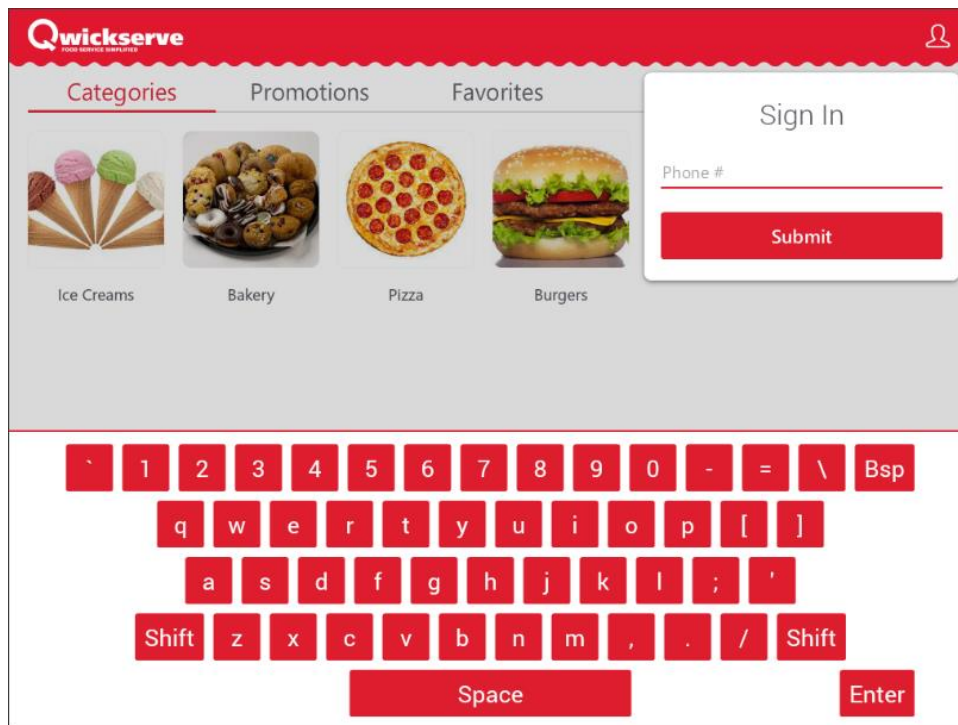 Qwickserve
FOOD SERVICE SIMPLIFIED
Categories Promotions Favorites
Sign In
Phone #
Submit
Ice Creams Bakery Pizza Burgers
` 1 2 3 4 5 6 7 8 9 0 - = \ Bsp
q w e r t y u i o p [ ]
a s d f g h j k l ; '
Shift z x c v b n m , . / Shift
Space Enter